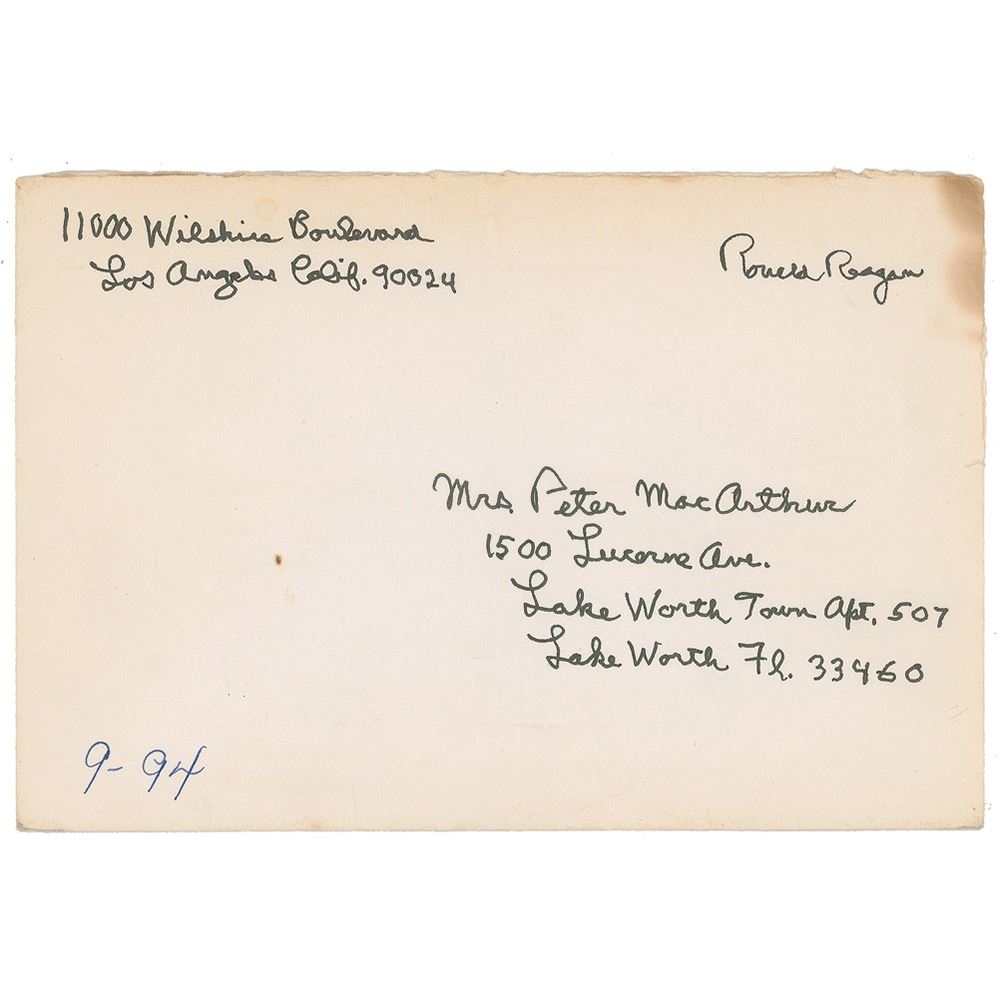 11000 Wilshire Boulevard
Los Angeles Calif. 90024
Ronald Reagan
Mrs. Peter MacArthur
1500 Lucerne Ave.
Lake Worth Town Apt. 507
Lake Worth Fl. 33460
9-94